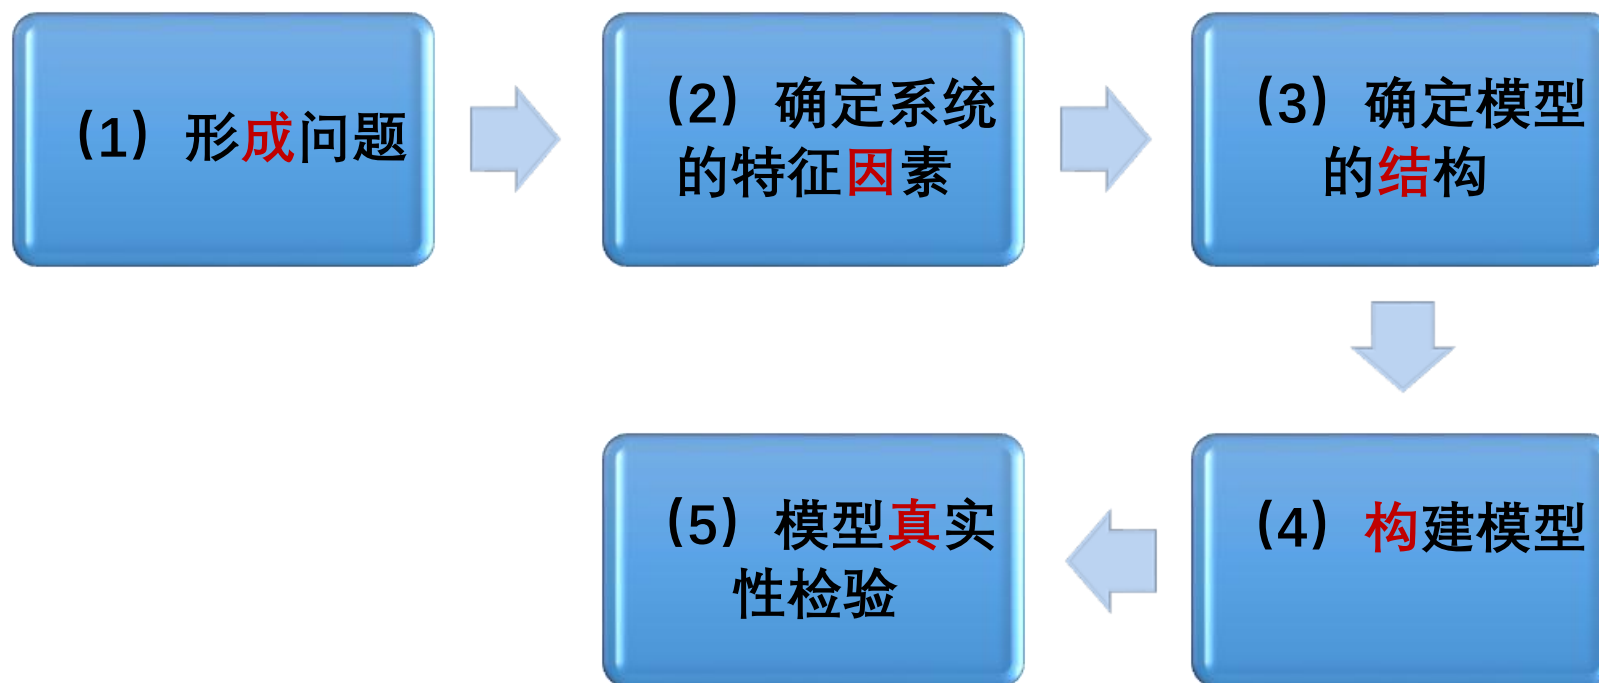 （1）形成问题
（2）确定系统
的特征因素
（3）确定模型
的结构
（4）构建模型
（5）模型真实
性检验